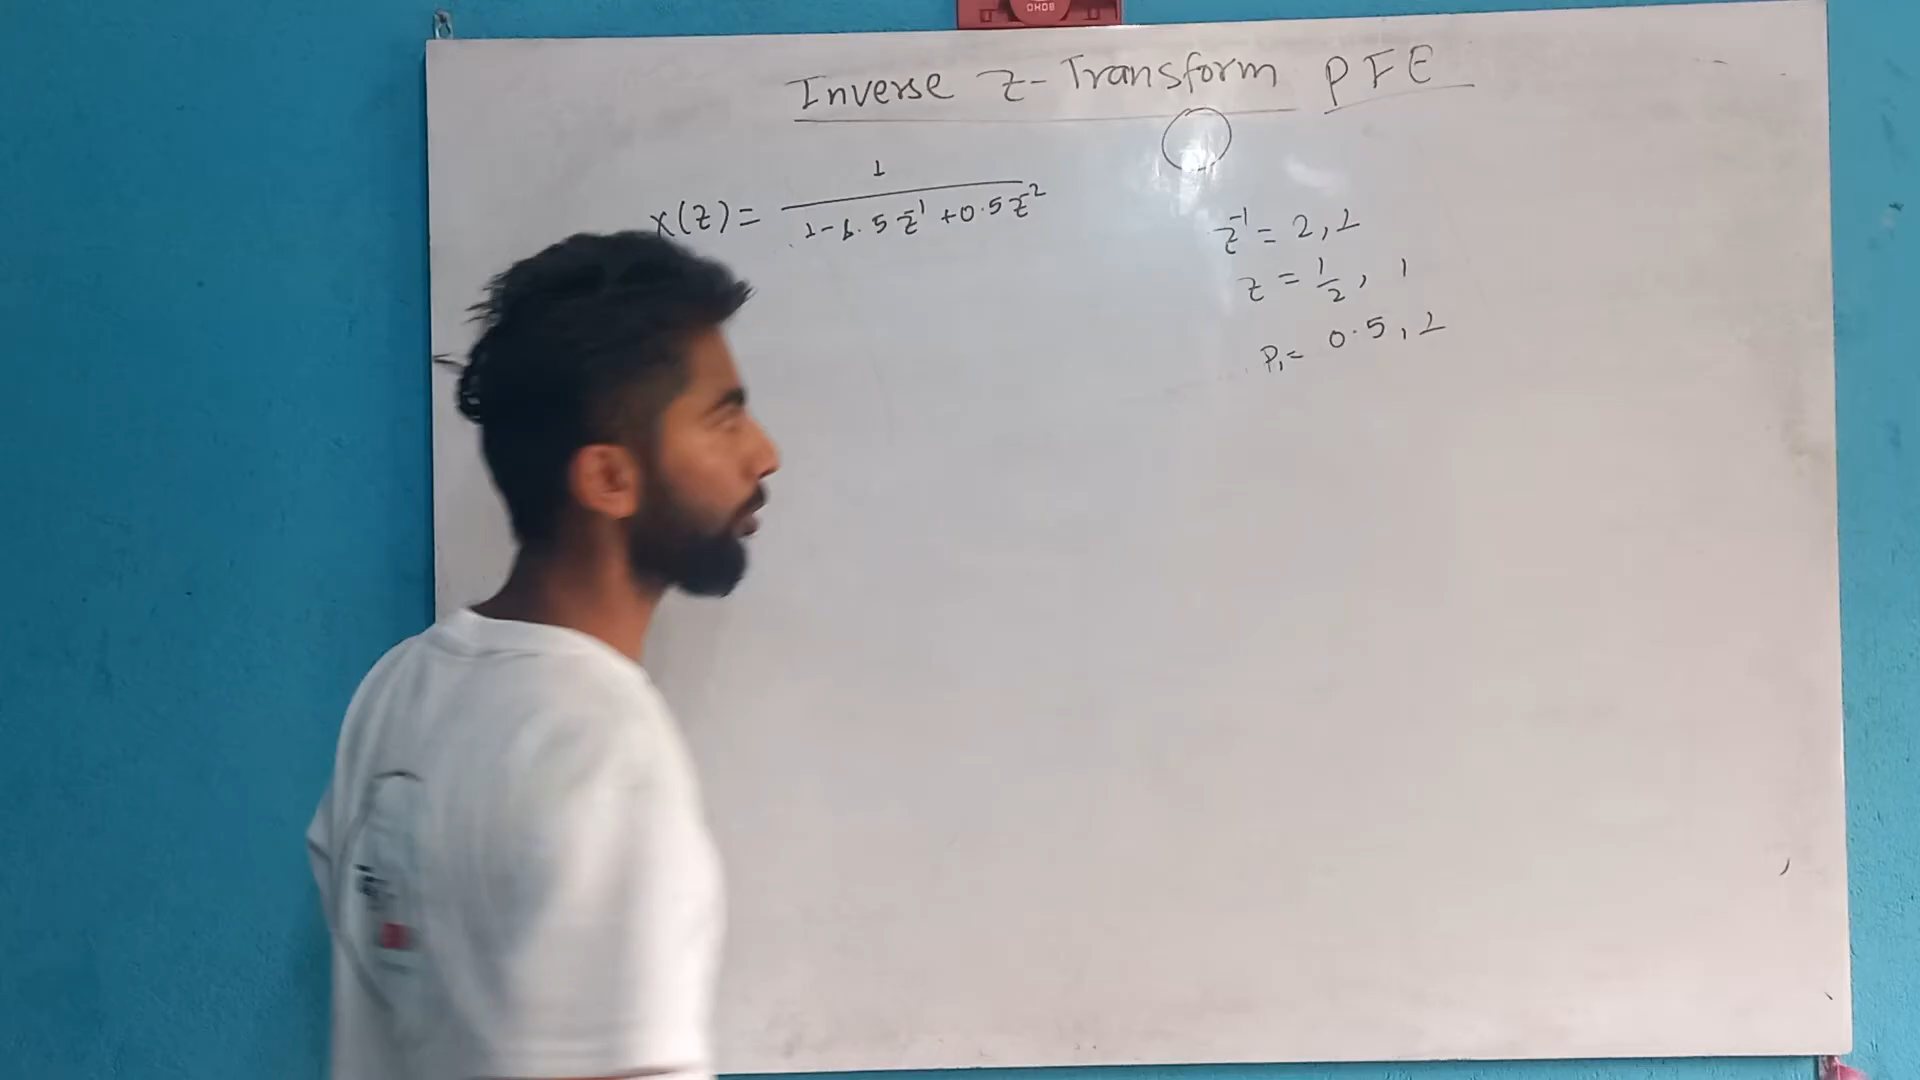 Inverse Z-Transform PFE
X(z) = 1 / 1-1.5z⁻¹+0.5z⁻²
z⁻¹ = 2,1
z = 1/2, 1
P₁= 0.5,1